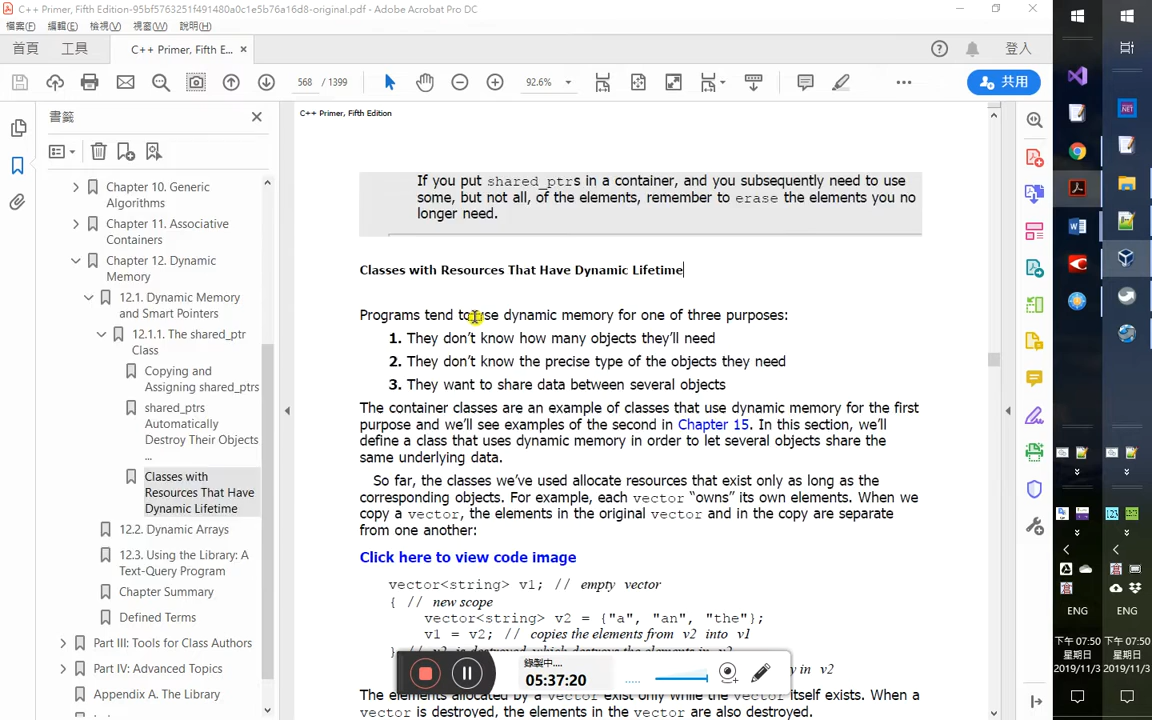 C++ Primer, Fifth Edition-95bf5763251f491480a0c1e5b76a16d8-original.pdf - Adobe Acrobat Pro DC
檔案(F) 編輯(E) 檢視(V) 視窗(W) 說明(H)
首頁 工具 C++ Primer, Fifth E... × 登入
568 / 1399 92.6% 共用
書籤
Chapter 10. Generic
Algorithms
Chapter 11. Associative
Containers
Chapter 12. Dynamic
Memory
12.1. Dynamic Memory
and Smart Pointers
12.1.1. The shared_ptr
Class
Copying and
Assigning shared_ptrs
shared_ptrs
Automatically
Destroy Their Objects
...
Classes with
Resources That Have
Dynamic Lifetime
12.2. Dynamic Arrays
12.3. Using the Library: A
Text-Query Program
Chapter Summary
Defined Terms
Part III: Tools for Class Authors
Part IV: Advanced Topics
Appendix A. The Library
C++ Primer, Fifth Edition
If you put shared_ptrs in a container, and you subsequently need to use
some, but not all, of the elements, remember to erase the elements you no
longer need.
Classes with Resources That Have Dynamic Lifetime
Programs tend to use dynamic memory for one of three purposes:
1. They don't know how many objects they'll need
2. They don't know the precise type of the objects they need
3. They want to share data between several objects
The container classes are an example of classes that use dynamic memory for the first
purpose and we'll see examples of the second in Chapter 15. In this section, we'll
define a class that uses dynamic memory in order to let several objects share the
same underlying data.
So far, the classes we've used allocate resources that exist only as long as the
corresponding objects. For example, each vector “owns” its own elements. When we
copy a vector, the elements in the original vector and in the copy are separate
from one another:
Click here to view code image
vector<string> v1; // empty vector
{ // new scope
vector<string> v2 = {"a", "an", "the"};
v1 = v2; // copies the elements from v2 into v1
} // v2 is destroyed, which destroys the elements in v2
in v2
錄製中....
05:37:20
The elements allocated by a vector exist only while the vector itself exists. When a
vector is destroyed, the elements in the vector are also destroyed.
ENG ENG
下午 07:50 下午 07:50
星期日 星期日
2019/11/3 2019/11/3